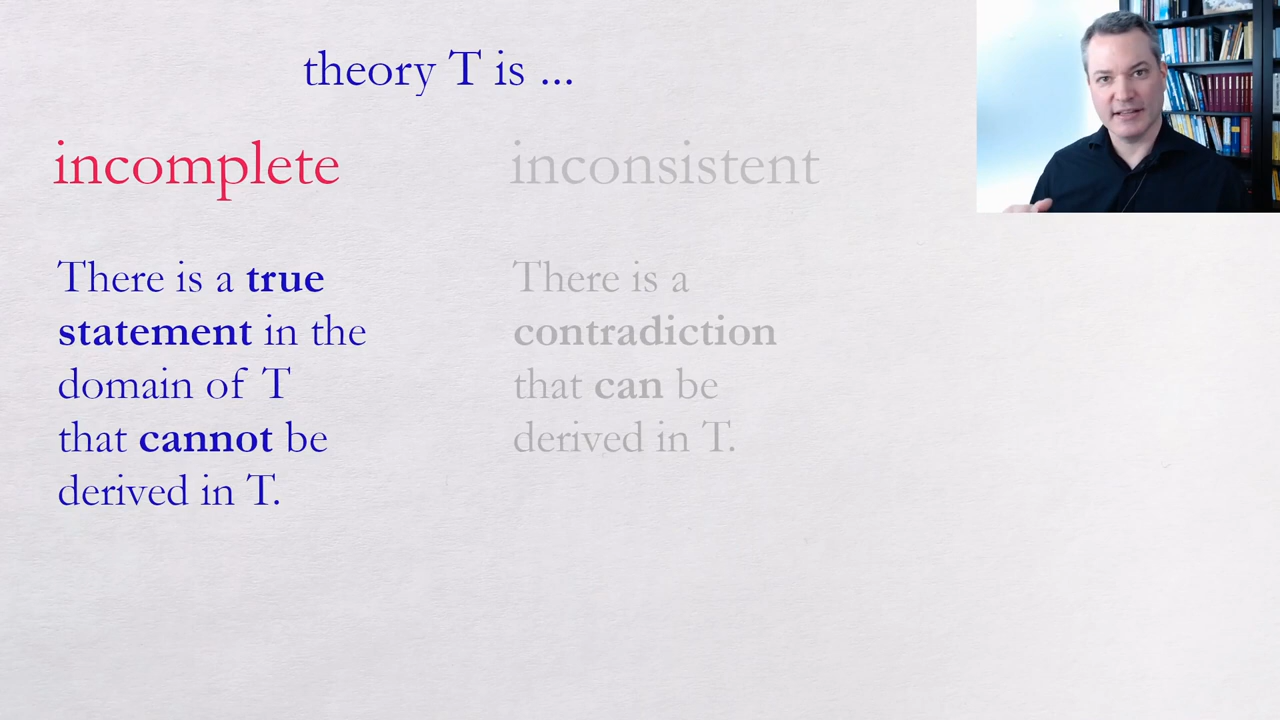 theory T is ...
incomplete
There is a true
statement in the
domain of T
that cannot be
derived in T.
inconsistent
There is a
contradiction
that can be
derived in T.